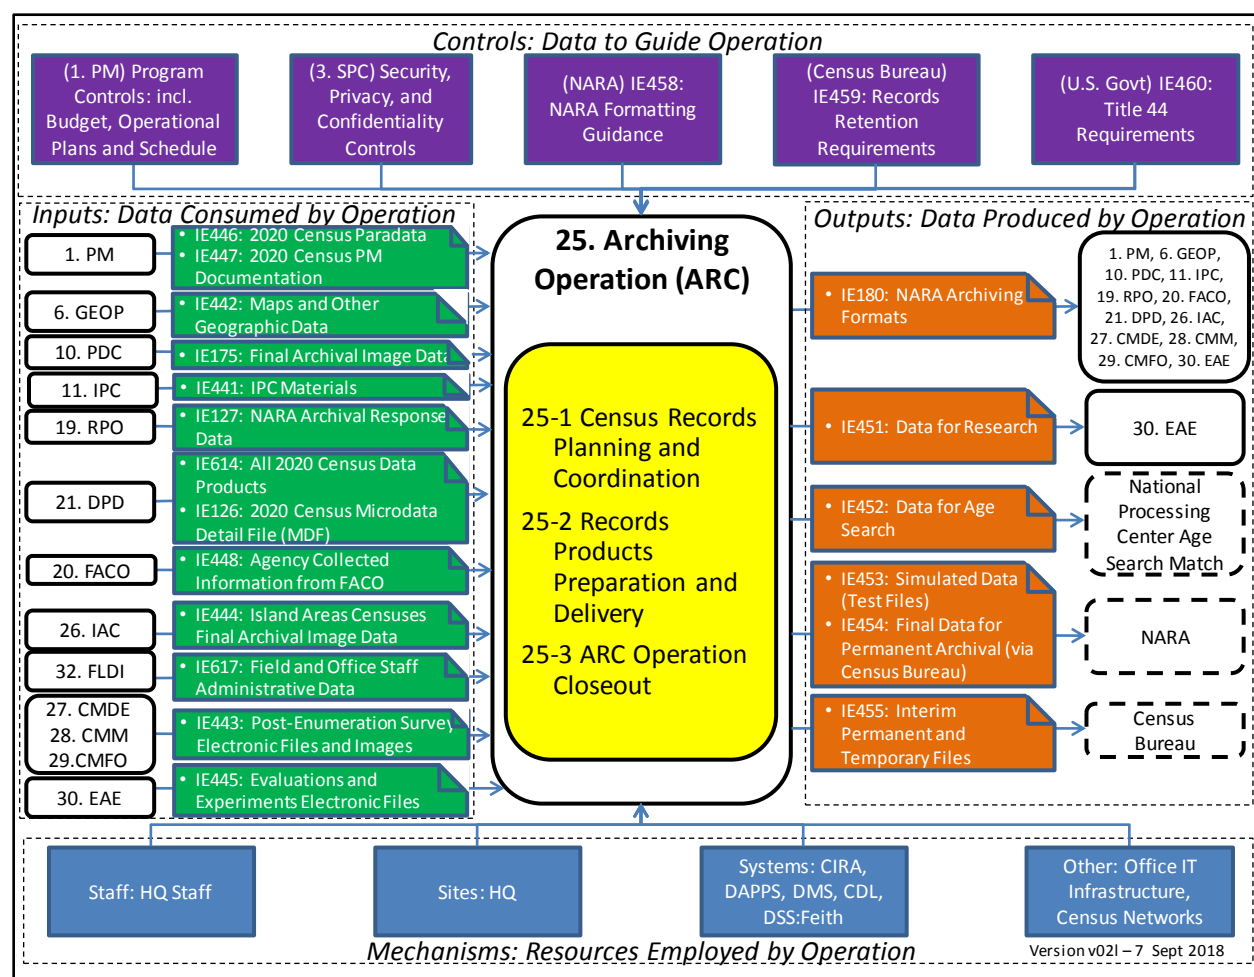 Controls: Data to Guide Operation
(1. PM) Program
Controls: incl.
Budget, Operational
Plans and Schedule
(3. SPC) Security,
Privacy, and
Confidentiality
Controls
(NARA) IE458:
NARA Formatting
Guidance
(Census Bureau)
IE459: Records
Retention
Requirements
(U.S. Govt) IE460:
Title 44
Requirements
Inputs: Data Consumed by Operation
1. PM
• IE446: 2020 Census Paradata
• IE447: 2020 Census PM
Documentation
6. GEOP
• IE442: Maps and Other
Geographic Data
10. PDC
• IE175: Final Archival Image Data
11. IPC
• IE441: IPC Materials
19. RPO
• IE127: NARA Archival Response
Data
21. DPD
• IE614: All 2020 Census Data
Products
• IE126: 2020 Census Microdata
Detail File (MDF)
20. FACO
• IE448: Agency Collected
Information from FACO
26. IAC
• IE444: Island Areas Censuses
Final Archival Image Data
32. FLDI
• IE617: Field and Office Staff
Administrative Data
27. CMDE
28. CMM
29.CMFO
• IE443: Post-Enumeration Survey
Electronic Files and Images
30. EAE
• IE445: Evaluations and
Experiments Electronic Files
25. Archiving
Operation (ARC)
25-1 Census Records
Planning and
Coordination
25-2 Records
Products
Preparation and
Delivery
25-3 ARC Operation
Closeout
Outputs: Data Produced by Operation
• IE180: NARA Archiving
Formats
1. PM, 6. GEOP,
10. PDC, 11. IPC,
19. RPO, 20. FACO,
21. DPD, 26. IAC,
27. CMDE, 28. CMM,
29. CMFO, 30. EAE
• IE451: Data for Research
30. EAE
• IE452: Data for Age
Search
National
Processing
Center Age
Search Match
• IE453: Simulated Data
(Test Files)
• IE454: Final Data for
Permanent Archival (via
Census Bureau)
NARA
• IE455: Interim
Permanent and
Temporary Files
Census
Bureau
Staff: HQ Staff
Sites: HQ
Systems: CIRA,
DAPPS, DMS, CDL,
DSS:Feith
Other: Office IT
Infrastructure,
Census Networks
Mechanisms: Resources Employed by Operation
Version v02l – 7 Sept 2018